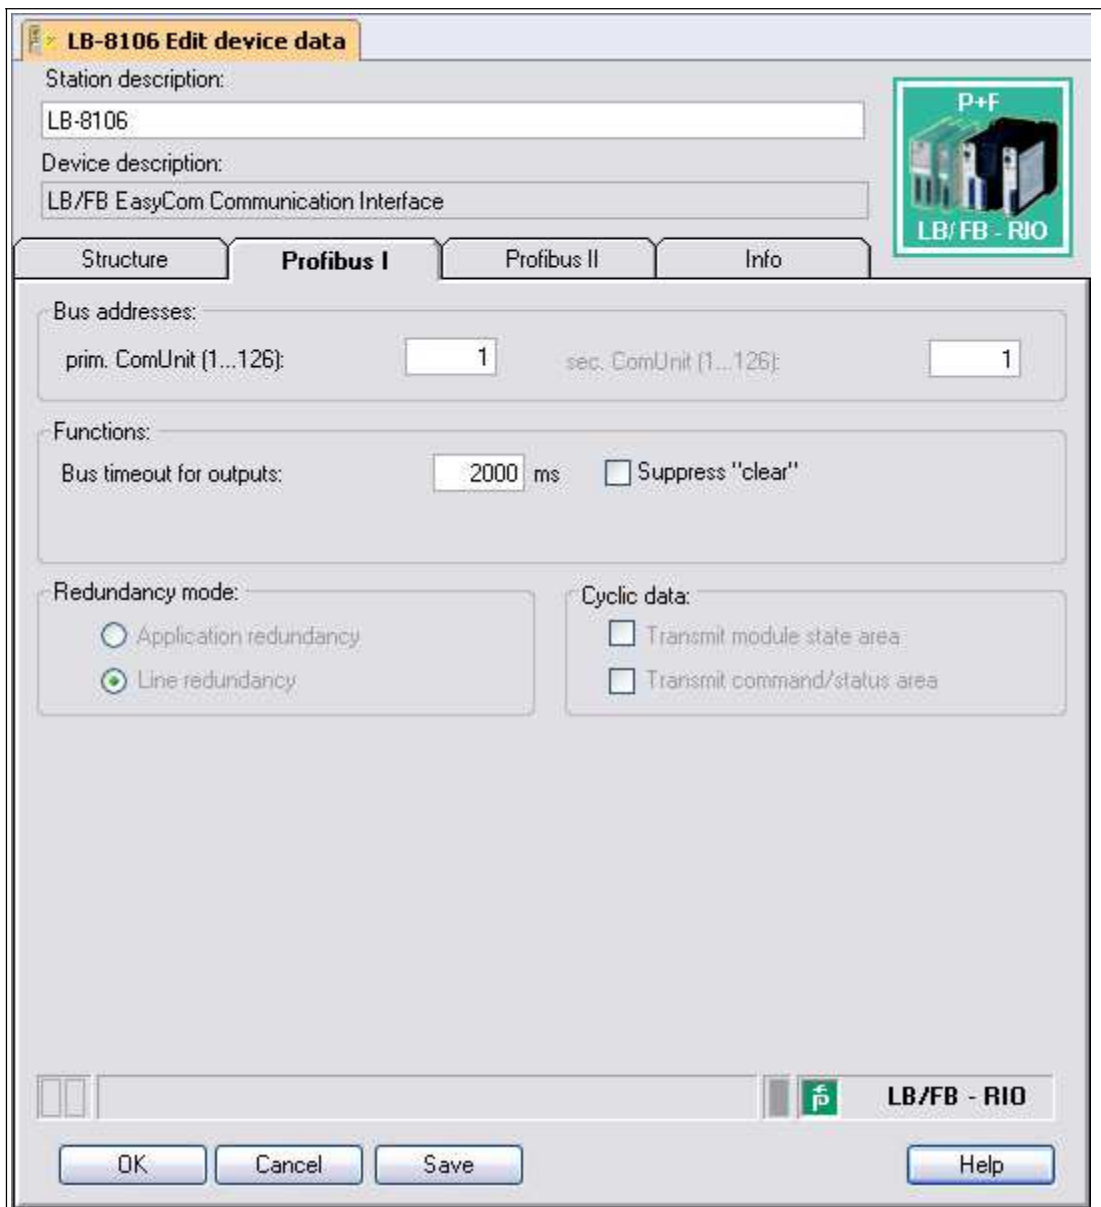 LB-8106 Edit device data
Station description:
LB-8106
P+F
Device description:
LB/FB EasyCom Communication Interface
LB/ FB - RIO
Structure Profibus I Profibus II Info
Bus addresses:
prim. ComUnit (1...126): 1 sec. ComUnit (1...126): 1
Functions:
Bus timeout for outputs: 2000 ms Suppress "clear"
Redundancy mode: Cyclic data:
Application redundancy Transmit module state area
Line redundancy Transmit command/status area
LB/FB - RIO
OK Cancel Save Help